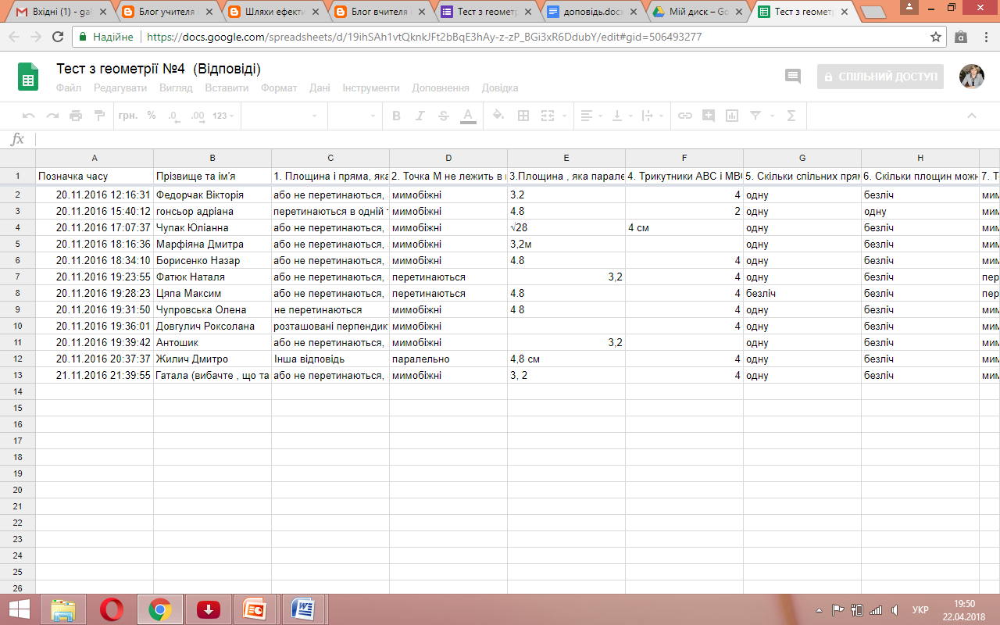 Вхідні (1) - gal
Блог учителя
Шляхи ефекти
Блог вчителя
Тест з геометр
доповідь.docx
Мій диск – Go
Тест з геомет
Надійне
https://docs.google.com/spreadsheets/d/19ihSAh1vtQknkJFt2bBqE3hAy-z-zP_BGi3xR6DdubY/edit#gid=506493277
Тест з геометрії №4 (Відповіді)
Файл Редагувати Вигляд Вставити Формат Дані Інструменти Доповнення Довідка
СПІЛЬНИЙ ДОСТУП
грн. % .0 .00 123 B I S A
fx
A B C D E F G H
1 Позначка часу Прізвище та ім'я 1. Площина і пряма, яка 2. Точка М не лежить в 3.Площина , яка парале 4. Трикутники АВС і МВ 5. Скільки спільних прям 6. Скільки площин можн 7. Т
2 20.11.2016 12:16:31 Федорчак Вікторія або не перетинаються, мимобіжні 3.2 4 одну безліч мим
3 20.11.2016 15:40:12 гонсьор адріана перетинаються в одній т мимобіжні 4.8 2 одну одну мим
4 20.11.2016 17:07:37 Чупак Юліанна або не перетинаються, мимобіжні √28 4 см одну безліч мим
5 20.11.2016 18:16:36 Марфіяна Дмитра або не перетинаються, мимобіжні 3,2м одну безліч мим
6 20.11.2016 18:34:10 Борисенко Назар або не перетинаються, мимобіжні 4.8 4 одну безліч мим
7 20.11.2016 19:23:55 Фатюк Наталя або не перетинаються, перетинаються 3,2 4 одну безліч пер
8 20.11.2016 19:28:23 Цяпа Максим або не перетинаються, перетинаються 4.8 4 безліч безліч пер
9 20.11.2016 19:31:50 Чупровська Олена не перетинаються мимобіжні 4 8 4 одну безліч мим
10 20.11.2016 19:36:01 Довгулич Роксолана розташовані перпендик мимобіжні 4 одну безліч мим
11 20.11.2016 19:39:42 Антошик або не перетинаються, мимобіжні 3,2 одну безліч мим
12 20.11.2016 20:37:37 Жилич Дмитро Інша відповідь паралельно 4,8 см 4 одну безліч мим
13 21.11.2016 21:39:55 Гатала (вибачте , що та або не перетинаються, мимобіжні 3, 2 4 одну безліч мим
14
15
16
17
18
19
20
21
22
23
24
25
26
УКР
19:50
22.04.2018